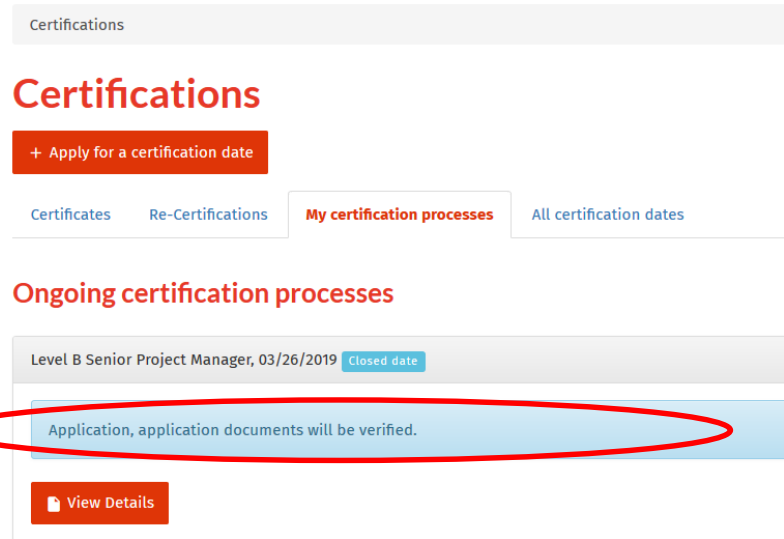 Certifications
Certifications
+ Apply for a certification date
Certificates Re-Certifications My certification processes All certification dates
Ongoing certification processes
Level B Senior Project Manager, 03/26/2019 Closed date
Application, application documents will be verified.
View Details